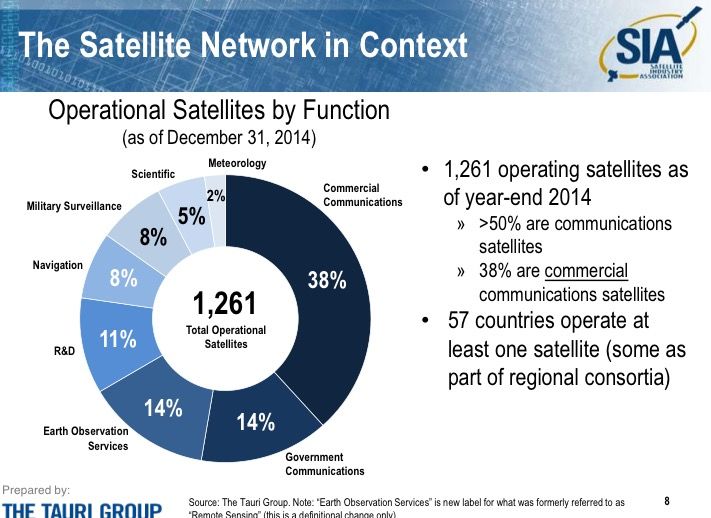 The Satellite Network in Context
SIA
SATELLITE
INDUSTRY
ASSOCIATION
Operational Satellites by Function
(as of December 31, 2014)
Meteorology
Scientific
Commercial
Communications
Military Surveillance
Navigation
R&D
Earth Observation
Services
Government
Communications
2%
5%
8%
8%
11%
14%
14%
38%
1,261
Total Operational
Satellites
• 1,261 operating satellites as
of year-end 2014
» >50% are communications
satellites
» 38% are commercial
communications satellites
• 57 countries operate at
least one satellite (some as
part of regional consortia)
Prepared by:
THE TAURI GROUP
Source: The Tauri Group. Note: “Earth Observation Services” is new label for what was formerly referred to as
“Remote Sensing” (this is a definitional change only)
8